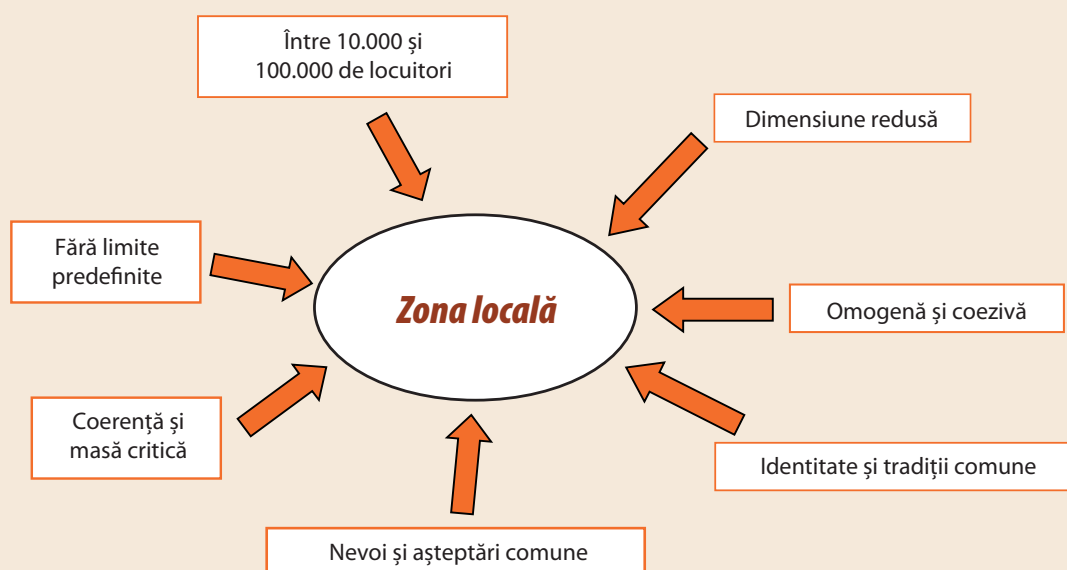 Între 10.000 și
100.000 de locuitori
Dimensiune redusă
Fără limite
predefinite
Zona locală
Omogenă și coezivă
Coerență și
masă critică
Identitate și tradiții comune
Nevoi și așteptări comune